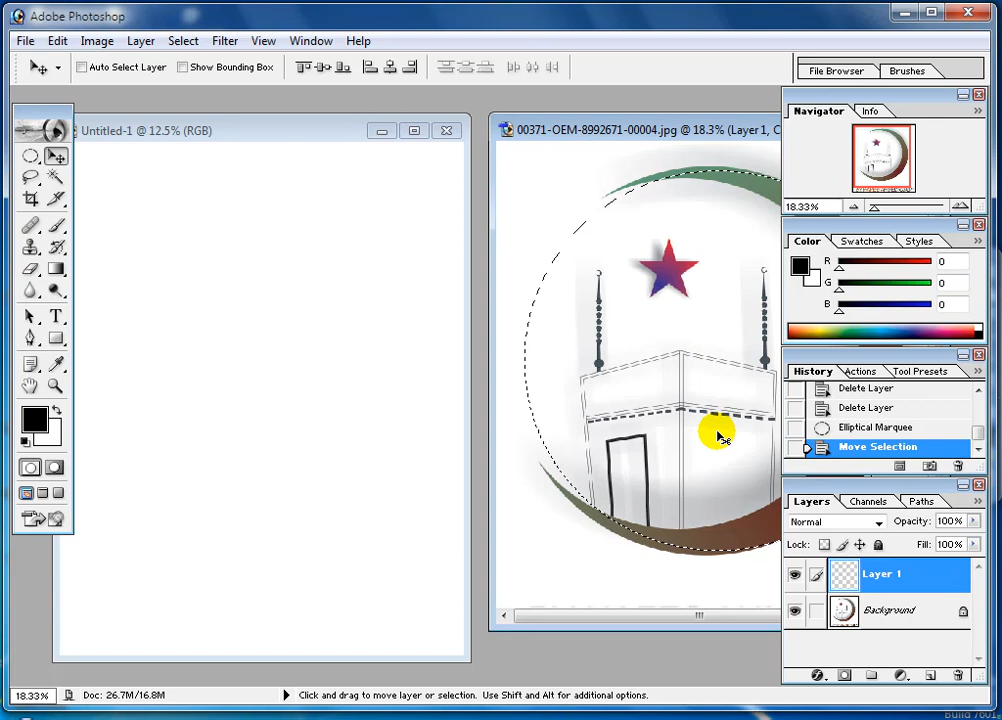 Adobe Photoshop
File Edit Image Layer Select Filter View Window Help
Auto Select Layer Show Bounding Box
File Browser Brushes
Untitled-1 @ 12.5% (RGB)
00371-OEM-8992671-00004.jpg @ 18.3% (Layer 1, C
Navigator Info
18.33%
Color Swatches Styles
R 0
G 0
B 0
History Actions Tool Presets
Delete Layer
Delete Layer
Elliptical Marquee
Move Selection
Layers Channels Paths
Normal Opacity: 100%
Lock: Fill: 100%
Layer 1
Background
18.33% Doc: 26.7M/16.8M Click and drag to move layer or selection. Use Shift and Alt for additional options.
Build 7601